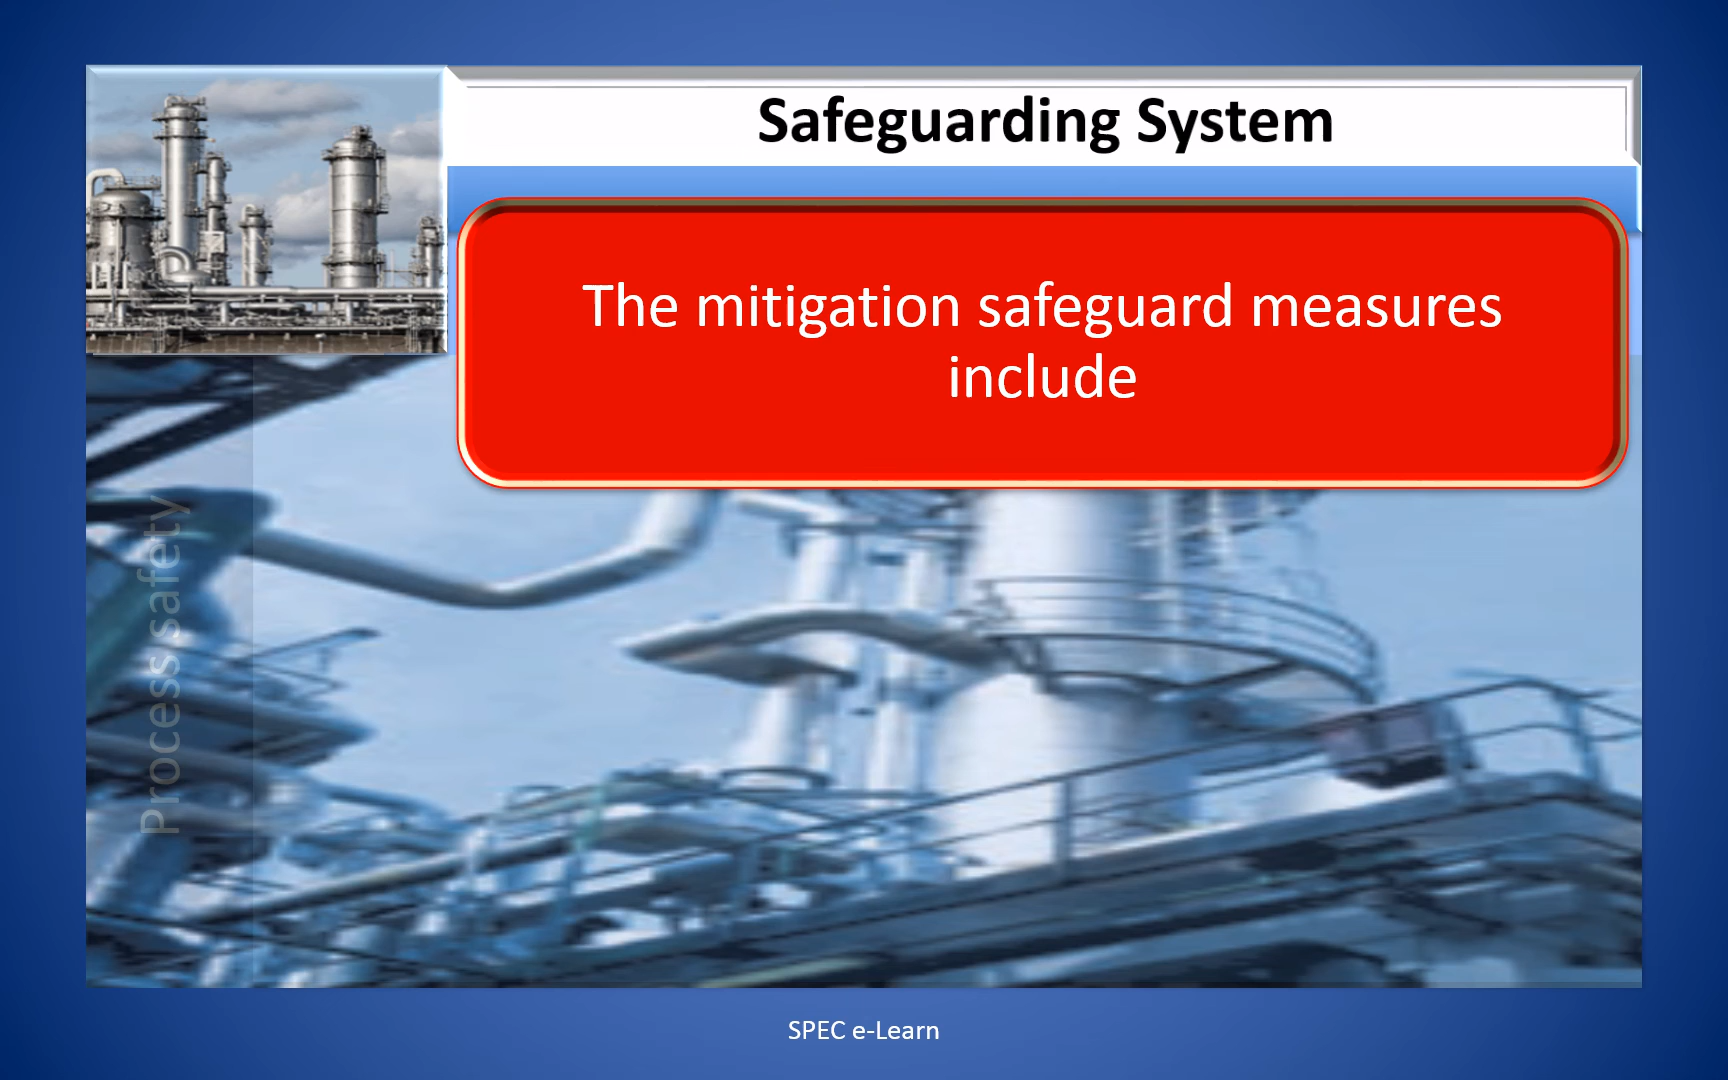 Safeguarding System
The mitigation safeguard measures
include
Process safety
SPEC e-Learn